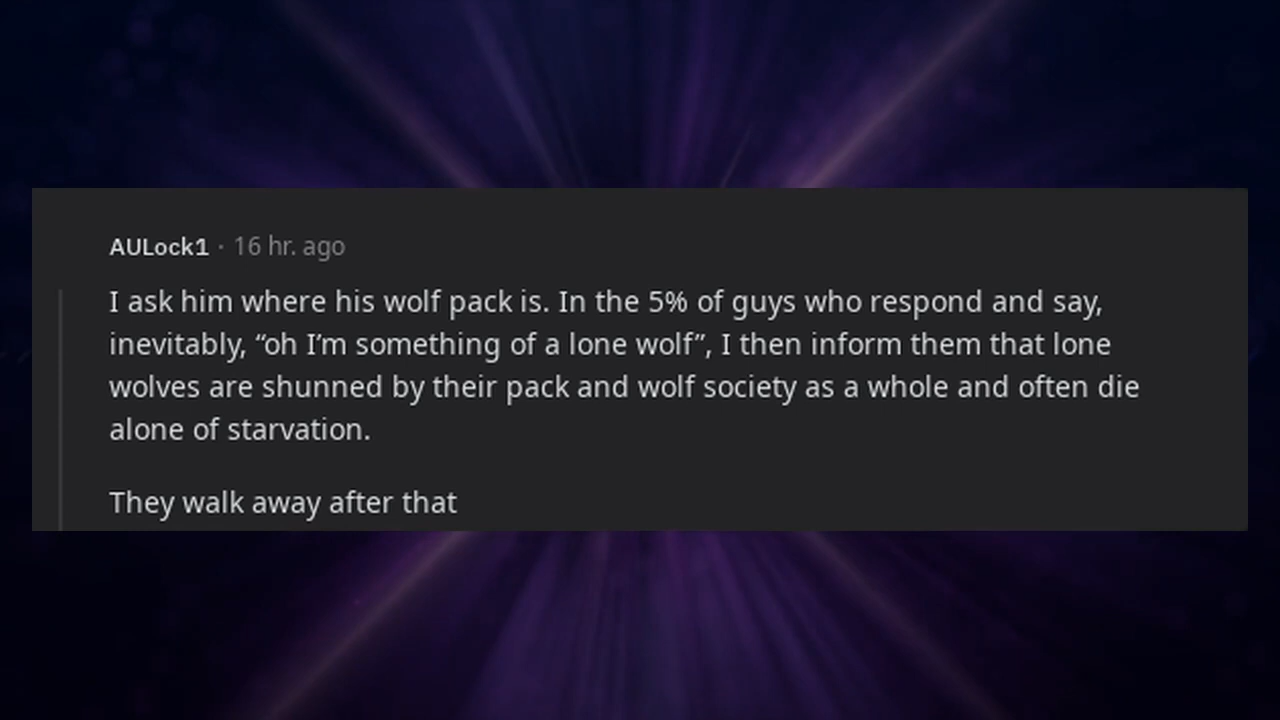 AULock1 · 16 hr. ago
I ask him where his wolf pack is. In the 5% of guys who respond and say,
inevitably, “oh I’m something of a lone wolf”, I then inform them that lone
wolves are shunned by their pack and wolf society as a whole and often die
alone of starvation.
They walk away after that